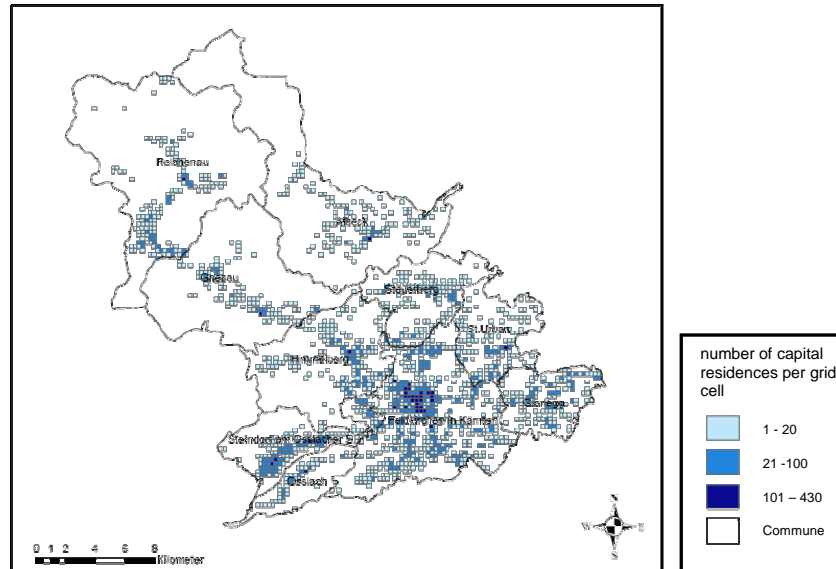 Reichenau
Albeck
Gnesau
Steuerberg
St.Urban
Himmelberg
Glanegg
Feldkirchen in Kärnten
Steindorf am Ossiacher See
Ossiach
N
W
E
S
0 1 2 4 6 8
Kilometer
number of capital
residences per grid
cell
1 - 20
21 -100
101 – 430
Commune